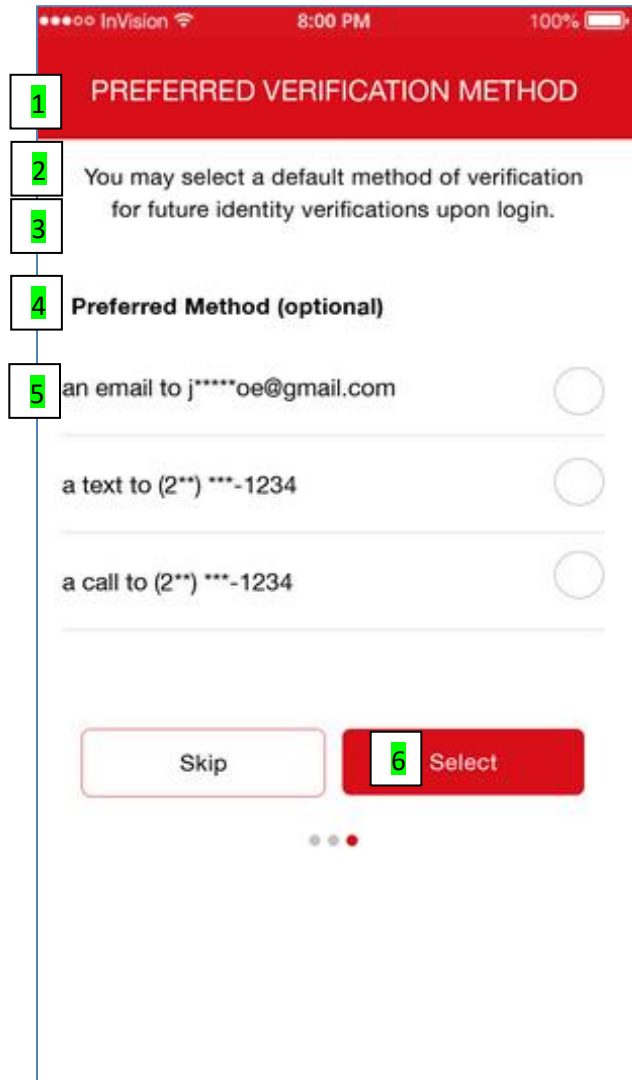 InVision 8:00 PM 100%
1 PREFERRED VERIFICATION METHOD
2 You may select a default method of verification
3 for future identity verifications upon login.
4 Preferred Method (optional)
5 an email to j*****oe@gmail.com
a text to (2**) ***-1234
a call to (2**) ***-1234
Skip 6 Select